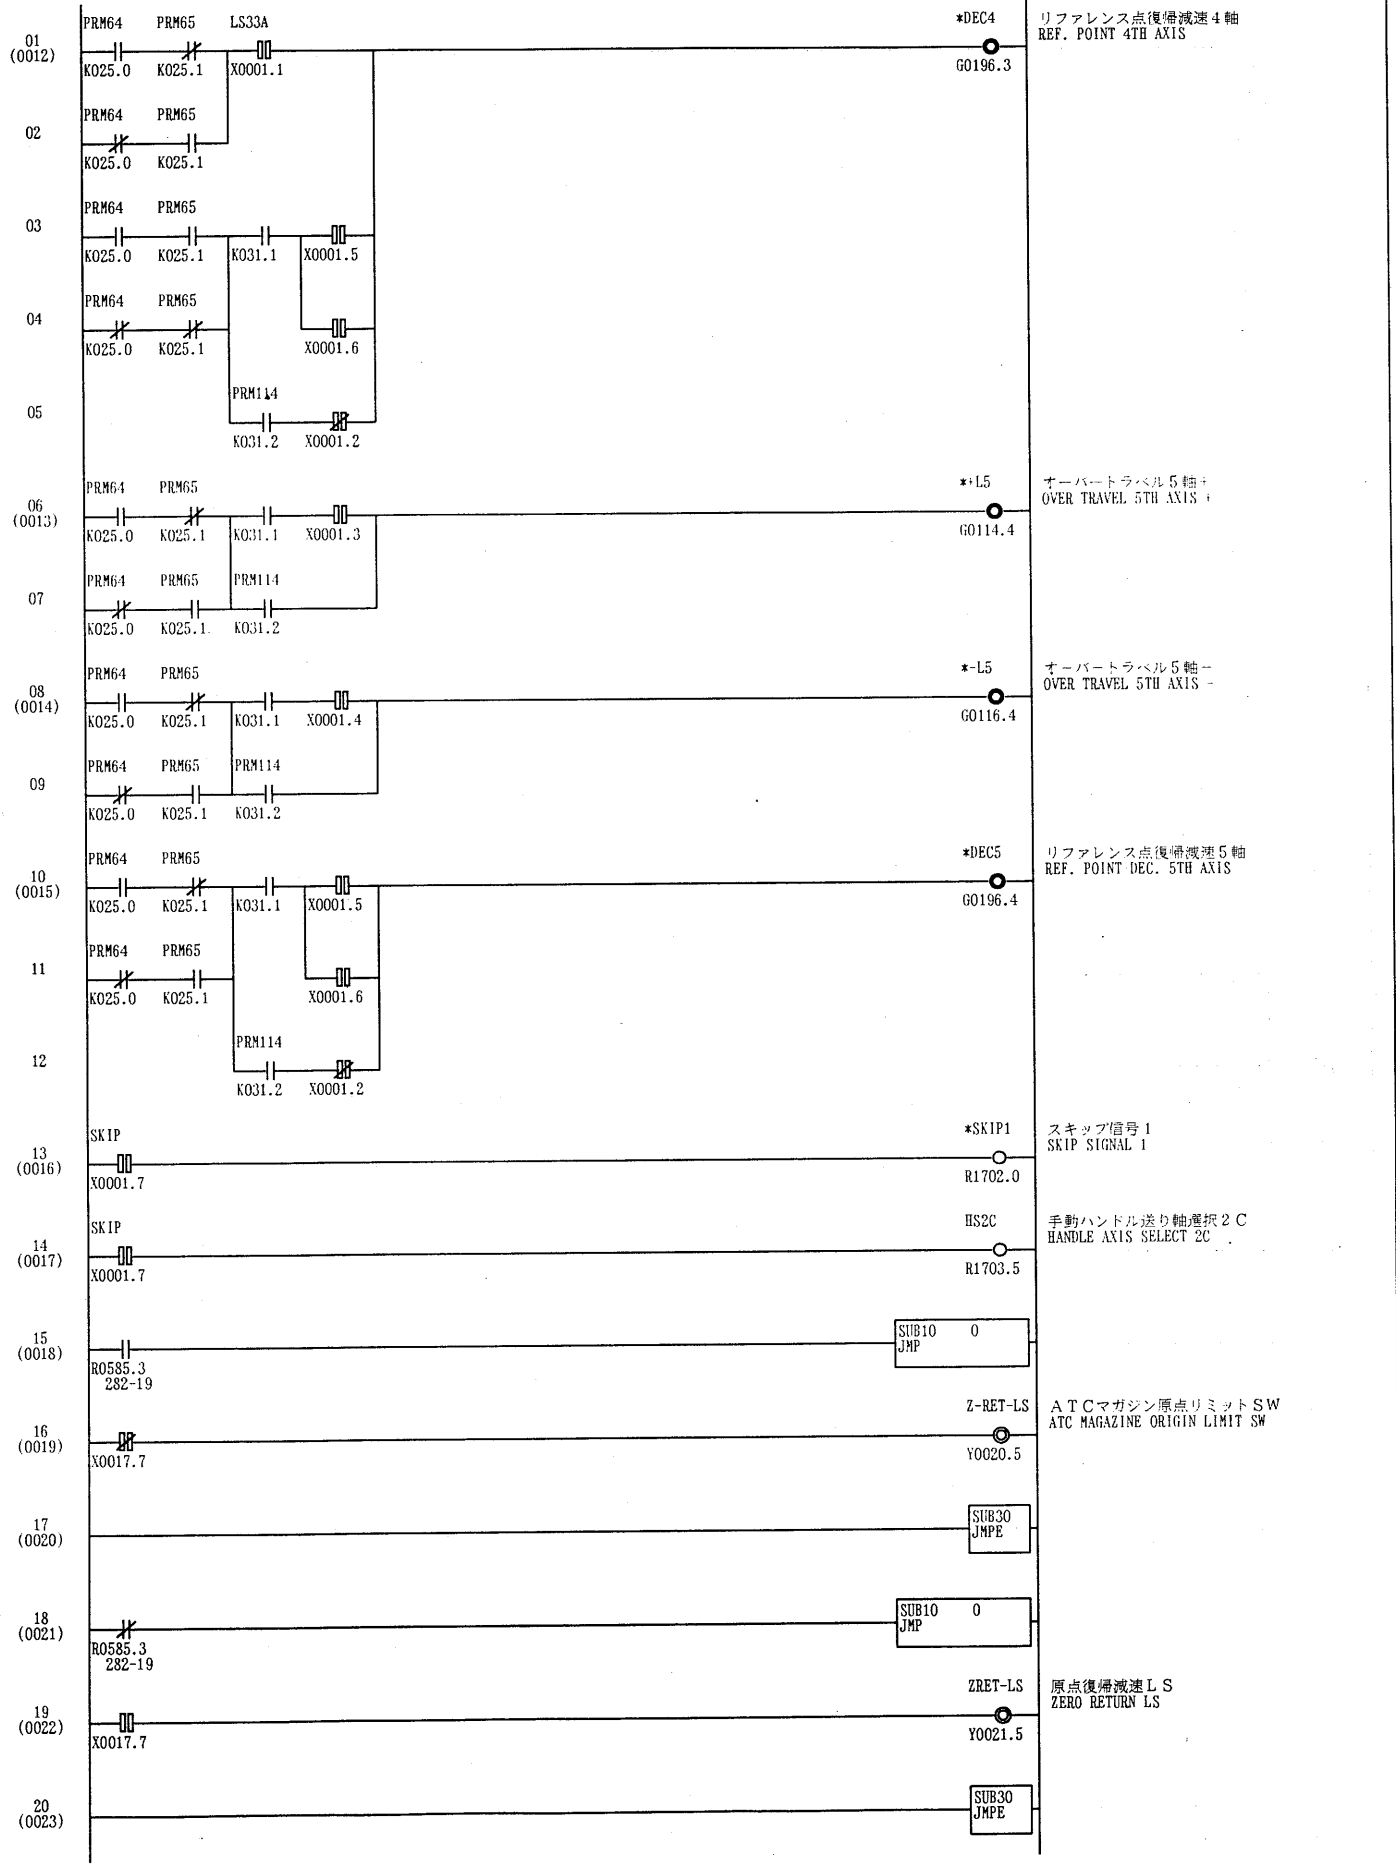 PRM64 PRM65 LS33A *DEC4 リファレンス点復帰減速4軸
01 REF. POINT 4TH AXIS
(0012) K025.0 K025.1 X0001.1 G0196.3
PRM64 PRM65
02
K025.0 K025.1
PRM64 PRM65
03
K025.0 K025.1 K031.1 X0001.5
PRM64 PRM65
04
K025.0 K025.1 X0001.6
PRM114
05
K031.2 X0001.2
PRM64 PRM65 *+L5 オーバートラベル5軸+
06 OVER TRAVEL 5TH AXIS +
(0013) K025.0 K025.1 K031.1 X0001.3 G0114.4
PRM64 PRM65 PRM114
07
K025.0 K025.1 K031.2
PRM64 PRM65 *-L5 オーバートラベル5軸-
08 OVER TRAVEL 5TH AXIS -
(0014) K025.0 K025.1 K031.1 X0001.4 G0116.4
PRM64 PRM65 PRM114
09
K025.0 K025.1 K031.2
PRM64 PRM65 *DEC5 リファレンス点復帰減速5軸
10 REF. POINT DEC. 5TH AXIS
(0015) K025.0 K025.1 K031.1 X0001.5 G0196.4
PRM64 PRM65
11
K025.0 K025.1 X0001.6
PRM114
12
K031.2 X0001.2
SKIP *SKIP1 スキップ信号1
13 SKIP SIGNAL 1
(0016) X0001.7 R1702.0
SKIP HS2C 手動ハンドル送り軸選択2C
14 HANDLE AXIS SELECT 2C
(0017) X0001.7 R1703.5
15 SUB10 0
(0018) JMP
R0585.3
282-19
Z-RET-LS ATCマガジン原点リミットSW
16 ATC MAGAZINE ORIGIN LIMIT SW
(0019) X0017.7 Y0020.5
17 SUB30
(0020) JMPE
18 SUB10 0
(0021) JMP
R0585.3
282-19
ZRET-LS 原点復帰減速LS
19 ZERO RETURN LS
(0022) X0017.7 Y0021.5
20 SUB30
(0023) JMPE